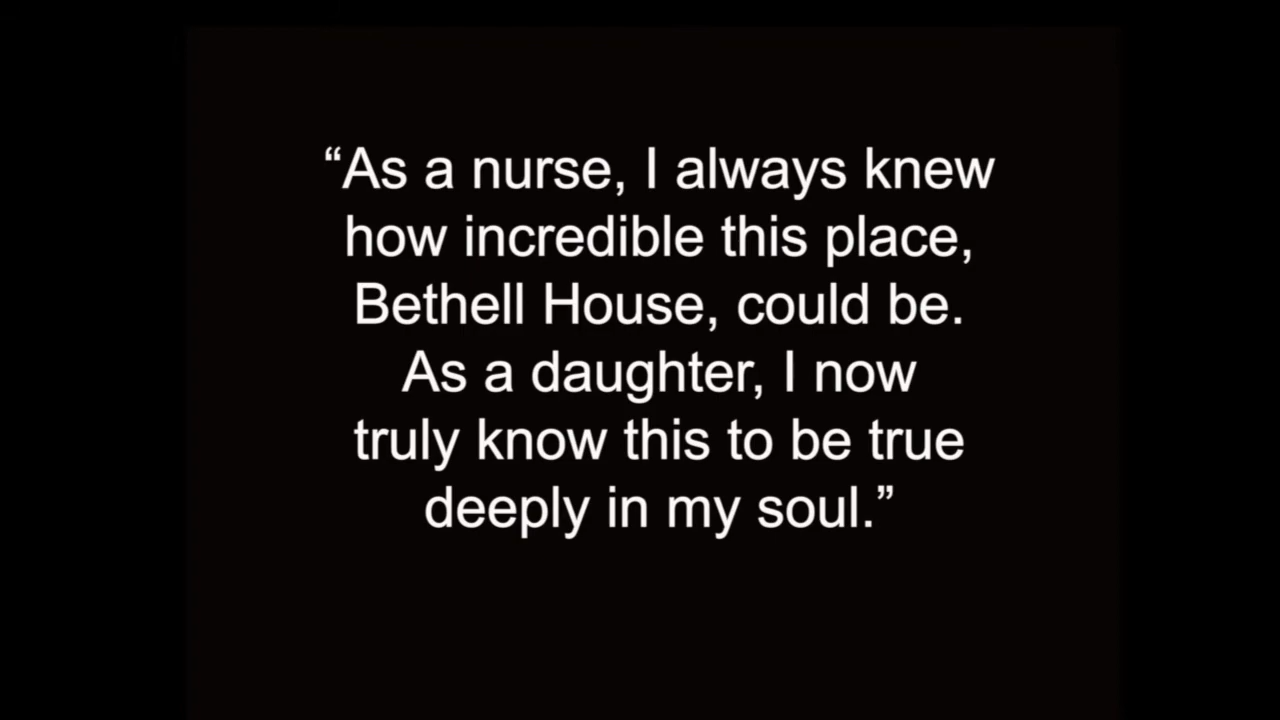 “As a nurse, I always knew
how incredible this place,
Bethell House, could be.
As a daughter, I now
truly know this to be true
deeply in my soul.”